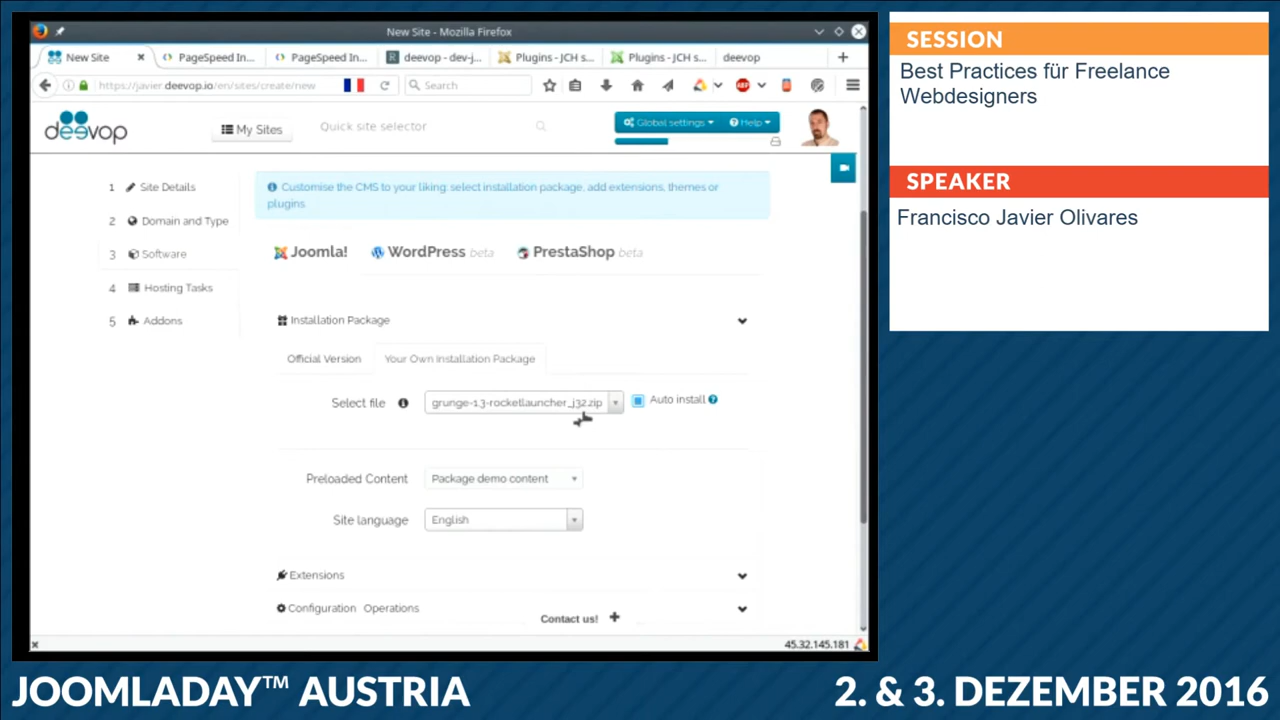 New Site - Mozilla Firefox
New Site
PageSpeed In...
PageSpeed In...
deevop - dev-j...
Plugins - JCH s...
Plugins - JCH s...
deevop
https://javier.deevop.io/en/sites/create/new
Search
deevop
My Sites
Quick site selector
Global settings
Help
1 Site Details
2 Domain and Type
3 Software
4 Hosting Tasks
5 Addons
Customise the CMS to your liking: select installation package, add extensions, themes or
plugins
Joomla!
WordPress beta
PrestaShop beta
Installation Package
Official Version
Your Own Installation Package
Select file
grunge-1.3-rocketlauncher_j32.zip
Auto install
Preloaded Content
Package demo content
Site language
English
Extensions
Configuration Operations
Contact us!
45.32.145.181
SESSION
Best Practices für Freelance
Webdesigners
SPEAKER
Francisco Javier Olivares
JOOMLADAY™ AUSTRIA
2. & 3. DEZEMBER 2016